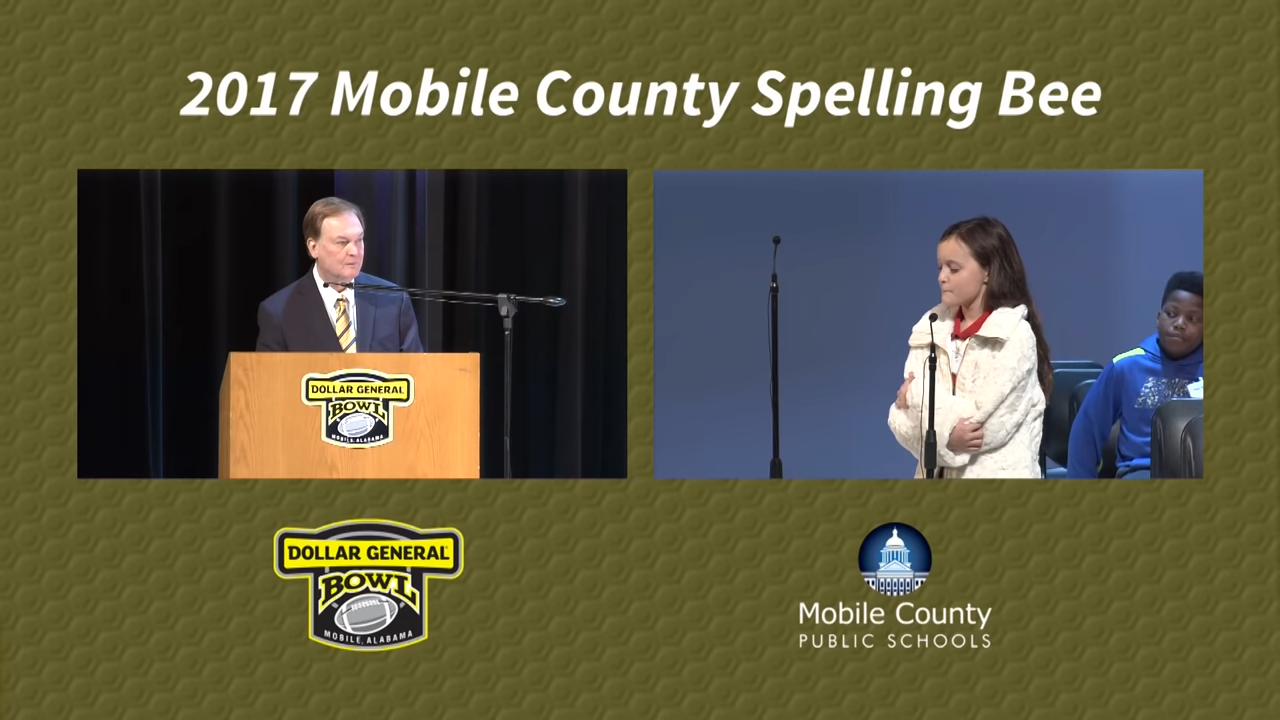 2017 Mobile County Spelling Bee
DOLLAR GENERAL
BOWL
MOBILE, ALABAMA
DOLLAR GENERAL
BOWL
MOBILE, ALABAMA
Mobile County
PUBLIC SCHOOLS